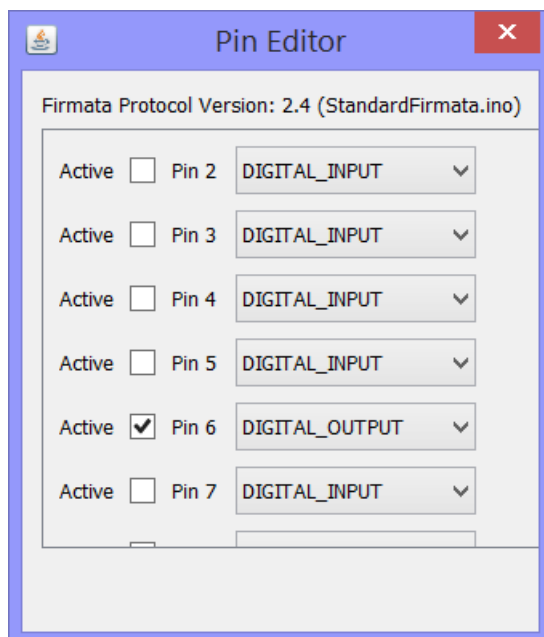 Pin Editor
Firmata Protocol Version: 2.4 (StandardFirmata.ino)
Active Pin 2 DIGITAL_INPUT
Active Pin 3 DIGITAL_INPUT
Active Pin 4 DIGITAL_INPUT
Active Pin 5 DIGITAL_INPUT
Active Pin 6 DIGITAL_OUTPUT
Active Pin 7 DIGITAL_INPUT